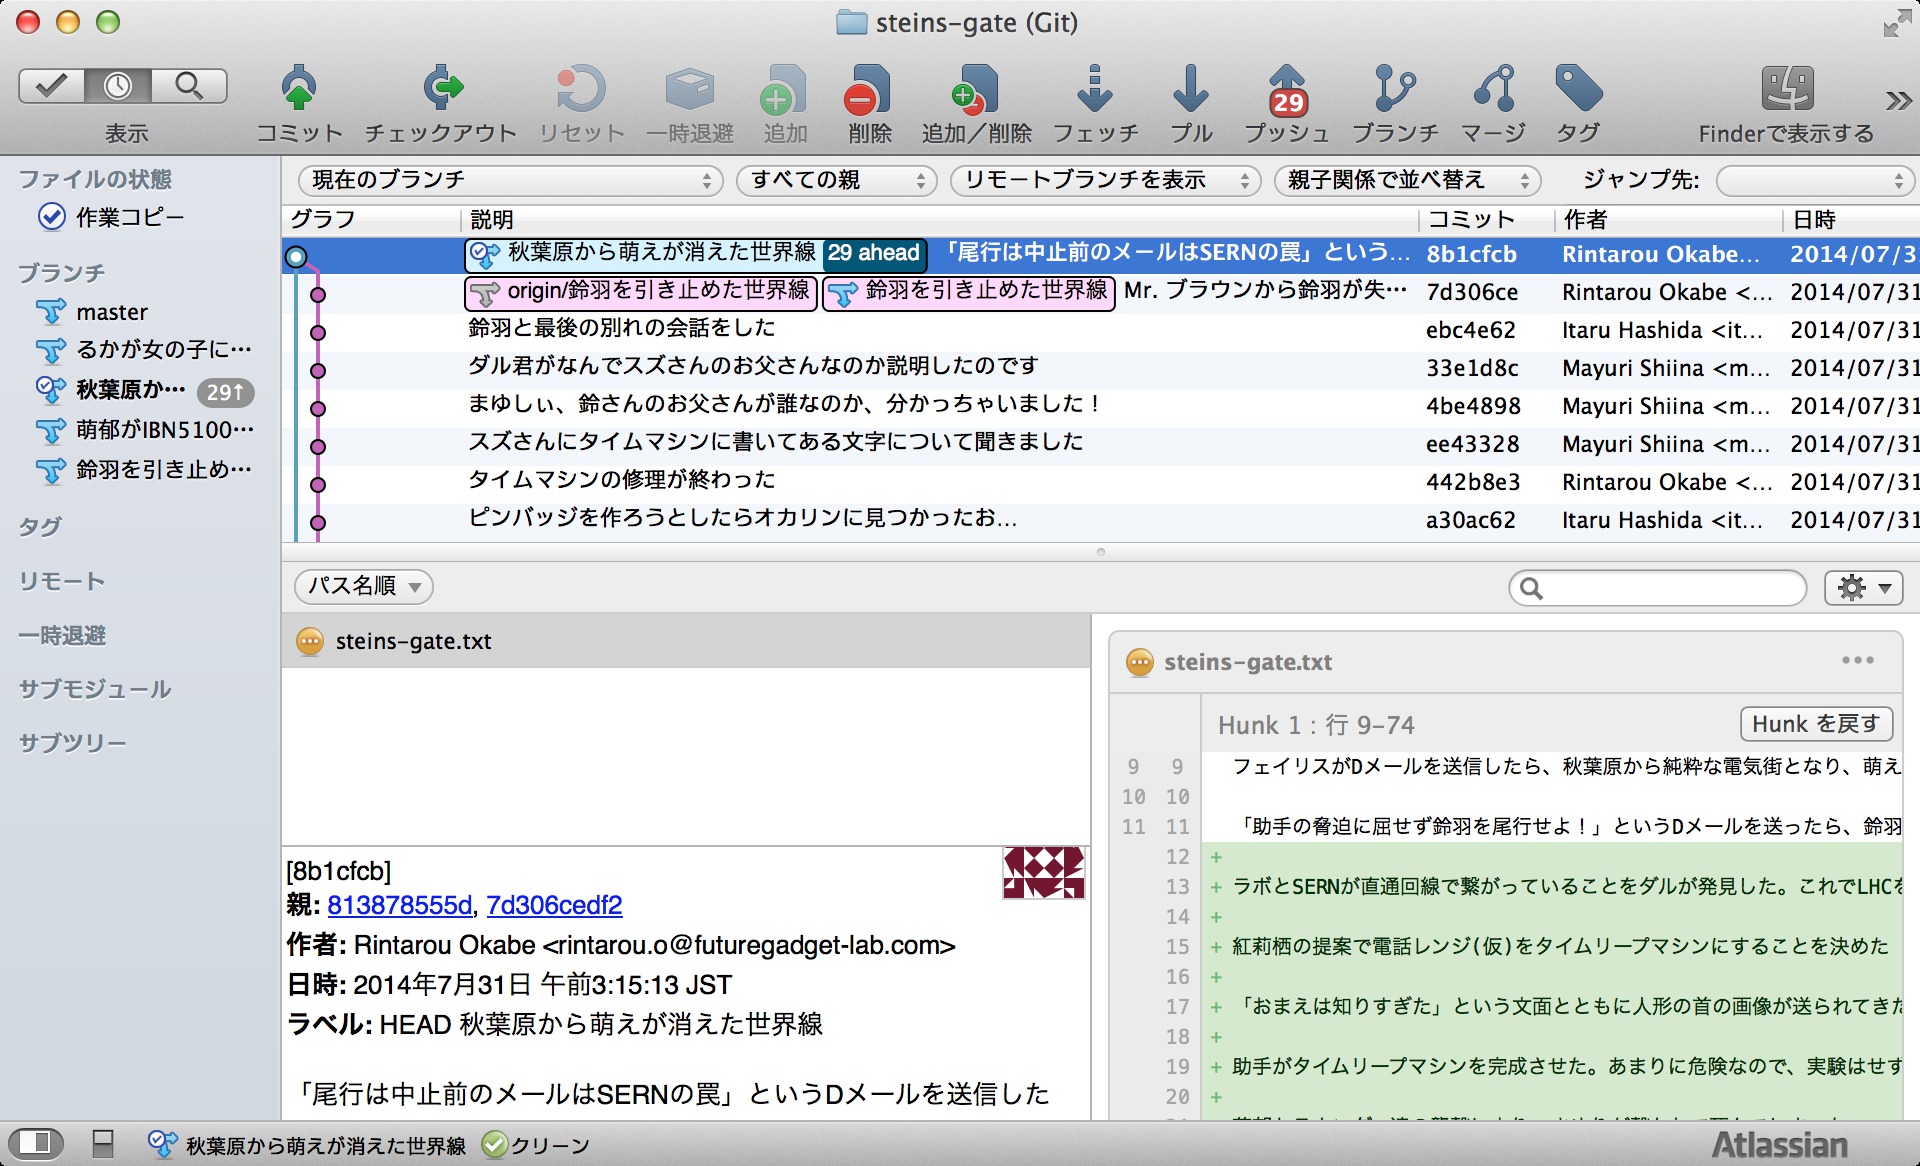 steins-gate (Git)
29
表示 コミット チェックアウト リセット 一時退避 追加 削除 追加／削除 フェッチ プル プッシュ ブランチ マージ タグ Finderで表示する
ファイルの状態
作業コピー
ブランチ
master
るかが女の子に…
秋葉原か… 29↑
萌郁がIBN5100…
鈴羽を引き止め…
タグ
リモート
一時退避
サブモジュール
サブツリー
現在のブランチ すべての親 リモートブランチを表示 親子関係で並べ替え ジャンプ先:
グラフ 説明 コミット 作者 日時
秋葉原から萌えが消えた世界線 29 ahead 「尾行は中止前のメールはSERNの罠」という… 8b1cfcb Rintarou Okabe… 2014/07/3
origin/鈴羽を引き止めた世界線 鈴羽を引き止めた世界線 Mr. ブラウンから鈴羽が失… 7d306ce Rintarou Okabe <… 2014/07/31
鈴羽と最後の別れの会話をした ebc4e62 Itaru Hashida <it… 2014/07/31
ダル君がなんでスズさんのお父さんなのか説明したのです 33e1d8c Mayuri Shiina <m… 2014/07/31
まゆしぃ、鈴さんのお父さんが誰なのか、分かっちゃいました！ 4be4898 Mayuri Shiina <m… 2014/07/31
スズさんにタイムマシンに書いてある文字について聞きました ee43328 Mayuri Shiina <m… 2014/07/31
タイムマシンの修理が終わった 442b8e3 Rintarou Okabe <… 2014/07/31
ピンバッジを作ろうとしたらオカリンに見つかったお… a30ac62 Itaru Hashida <it… 2014/07/31
パス名順
steins-gate.txt
[8b1cfcb]
親: 813878555d, 7d306cedf2
作者: Rintarou Okabe <rintarou.o@futuregadget-lab.com>
日時: 2014年7月31日 午前3:15:13 JST
ラベル: HEAD 秋葉原から萌えが消えた世界線
「尾行は中止前のメールはSERNの罠」というDメールを送信した
steins-gate.txt
Hunk 1 : 行 9-74 Hunk を戻す
9 9 フェイリスがDメールを送信したら、秋葉原から純粋な電気街となり、萌え
10 10
11 11 「助手の脅迫に屈せず鈴羽を尾行せよ！」というDメールを送ったら、鈴羽
12 +
13 + ラボとSERNが直通回線で繋がっていることをダルが発見した。これでLHCを
14 +
15 + 紅莉栖の提案で電話レンジ(仮)をタイムリープマシンにすることを決めた
16 +
17 + 「おまえは知りすぎた」という文面とともに人形の首の画像が送られてきた
18 +
19 + 助手がタイムリープマシンを完成させた。あまりに危険なので、実験はせず
20 +
秋葉原から萌えが消えた世界線 クリーン
Atlassian